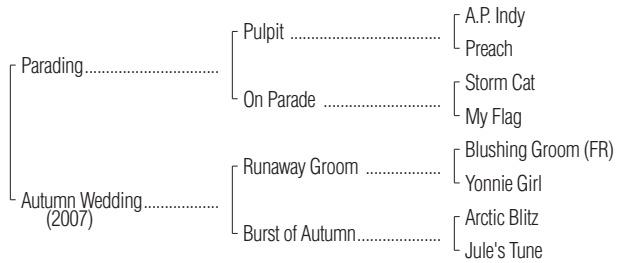 A.P. Indy
Pulpit
Preach
Parading
Storm Cat
On Parade
My Flag
Blushing Groom (FR)
Runaway Groom
Yonnie Girl
Autumn Wedding
(2007)
Arctic Blitz
Burst of Autumn
Jule's Tune